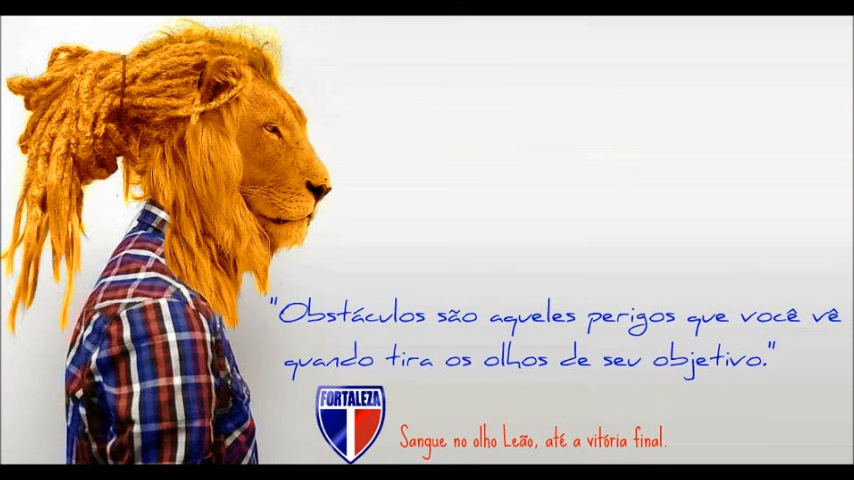 "Obstáculos são aqueles perigos que você vê
quando tira os olhos de seu objetivo."
FORTALEZA
Sangue no olho Leão, até a vitória final.